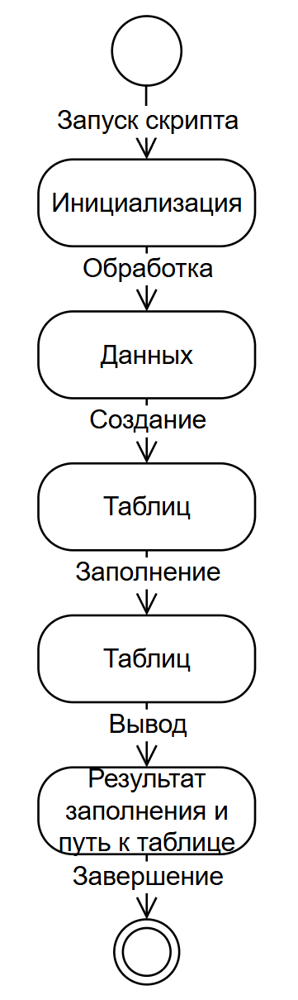 Запуск скрипта
Инициализация
Обработка
Данных
Создание
Таблиц
Заполнение
Таблиц
Вывод
Результат
заполнения и
путь к таблице
Завершение